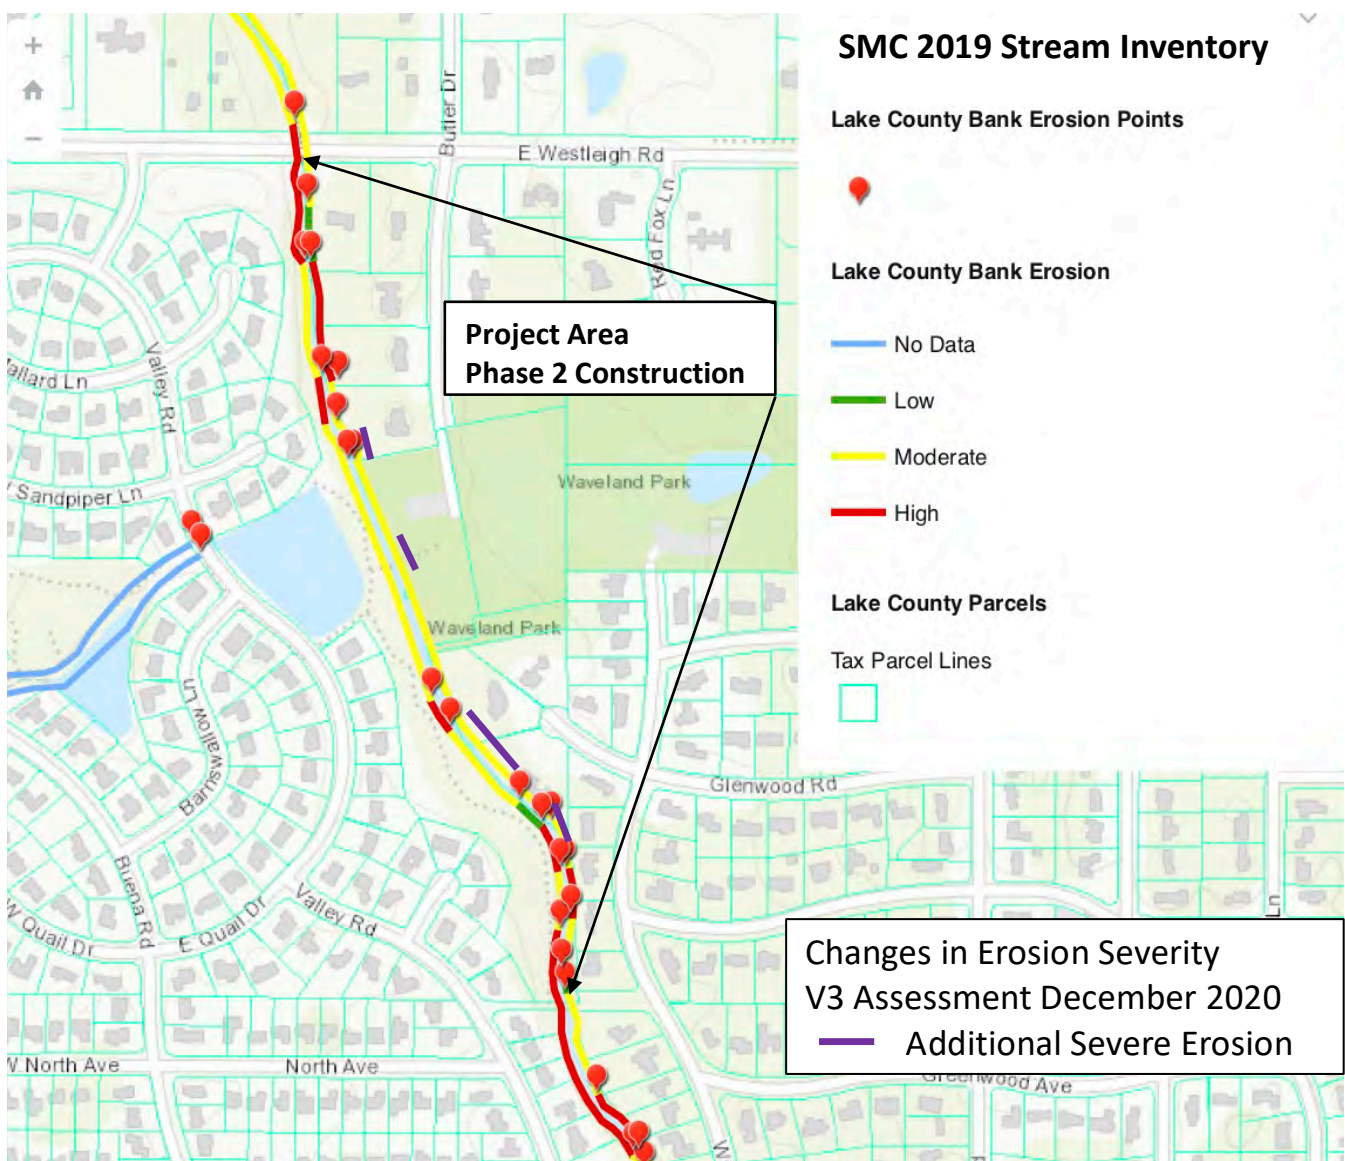 SMC 2019 Stream Inventory
Lake County Bank Erosion Points
Lake County Bank Erosion
No Data
Low
Moderate
High
Lake County Parcels
Tax Parcel Lines
+
−
Butler Dr
E Westleigh Rd
Red Fox Ln
Project Area
Phase 2 Construction
Valley Rd
allard Ln
Sandpiper Ln
Waveland Park
Waveland Park
Barnswallow Ln
Glenwood Rd
Buena Rd
W Quail Dr
E Quail Dr
Valley Rd
Ln
Changes in Erosion Severity
V3 Assessment December 2020
Additional Severe Erosion
W North Ave
North Ave
Greenwood Ave
W